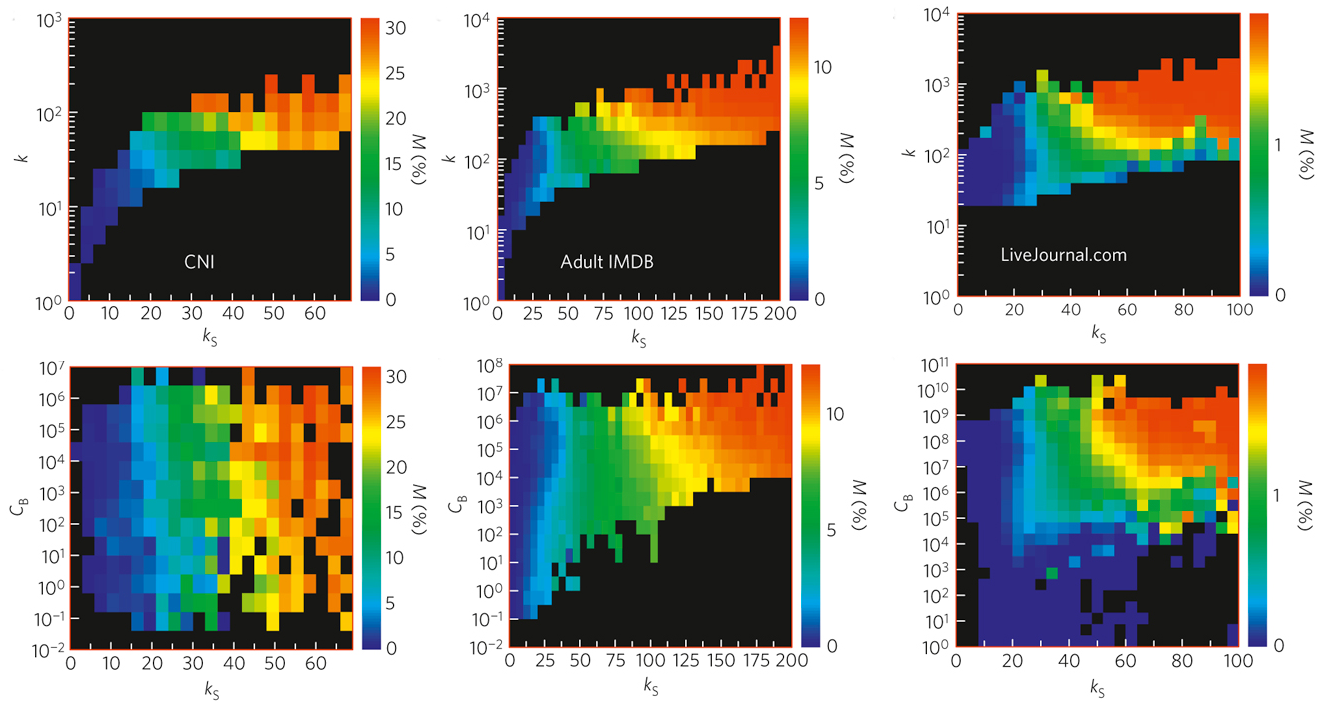 10³
10²
10¹
10⁰
k
CNI
0 10 20 30 40 50 60
kS
30
25
20
15
10
5
0
M (%)
10⁴
10³
10²
10¹
10⁰
k
Adult IMDB
0 25 50 75 100 125 150 175 200
kS
10
5
0
M (%)
10⁴
10³
10²
10¹
10⁰
k
LiveJournal.com
0 20 40 60 80 100
kS
1
0
M (%)
10⁷
10⁶
10⁵
10⁴
10³
10²
10¹
10⁰
10⁻¹
10⁻²
CB
0 10 20 30 40 50 60
kS
30
25
20
15
10
5
0
M (%)
10⁸
10⁷
10⁶
10⁵
10⁴
10³
10²
10¹
10⁰
10⁻¹
10⁻²
CB
0 25 50 75 100 125 150 175 200
kS
10
5
0
M (%)
10¹¹
10¹⁰
10⁹
10⁸
10⁷
10⁶
10⁵
10⁴
10³
10²
10¹
10⁰
CB
0 20 40 60 80 100
kS
1
0
M (%)